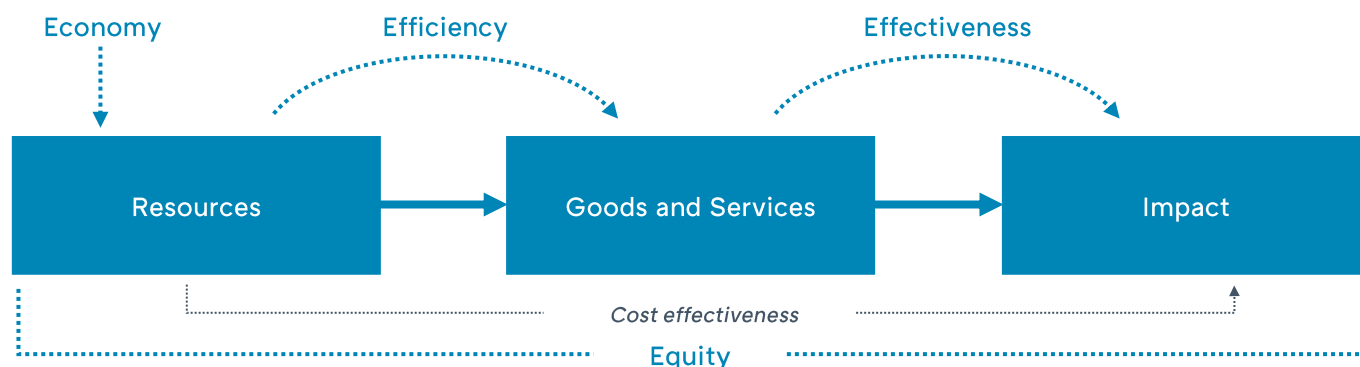 Economy
Efficiency
Effectiveness
Resources
Goods and Services
Impact
Cost effectiveness
Equity